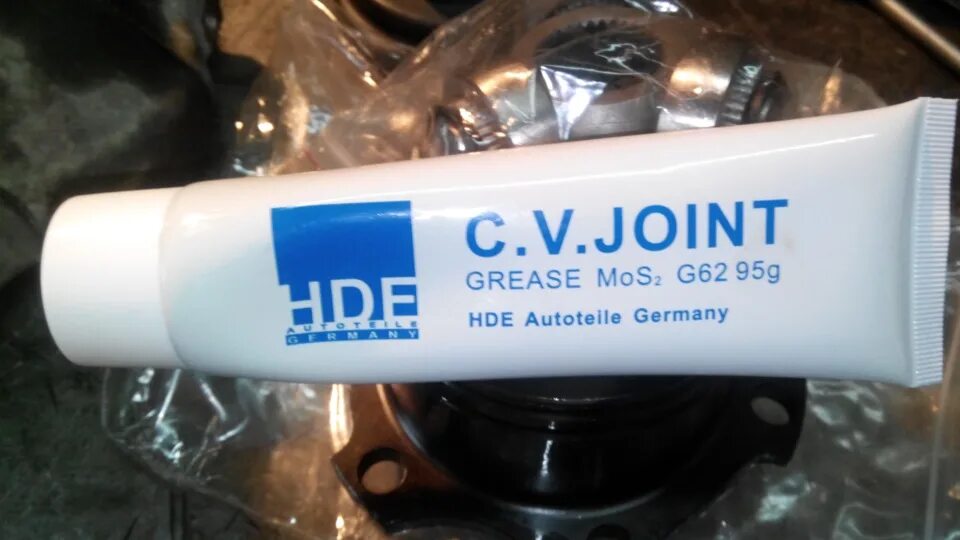 HDE
AUTOTEILE
GERMANY
C.V.JOINT
GREASE MoS₂ G62 95g
HDE Autoteile Germany